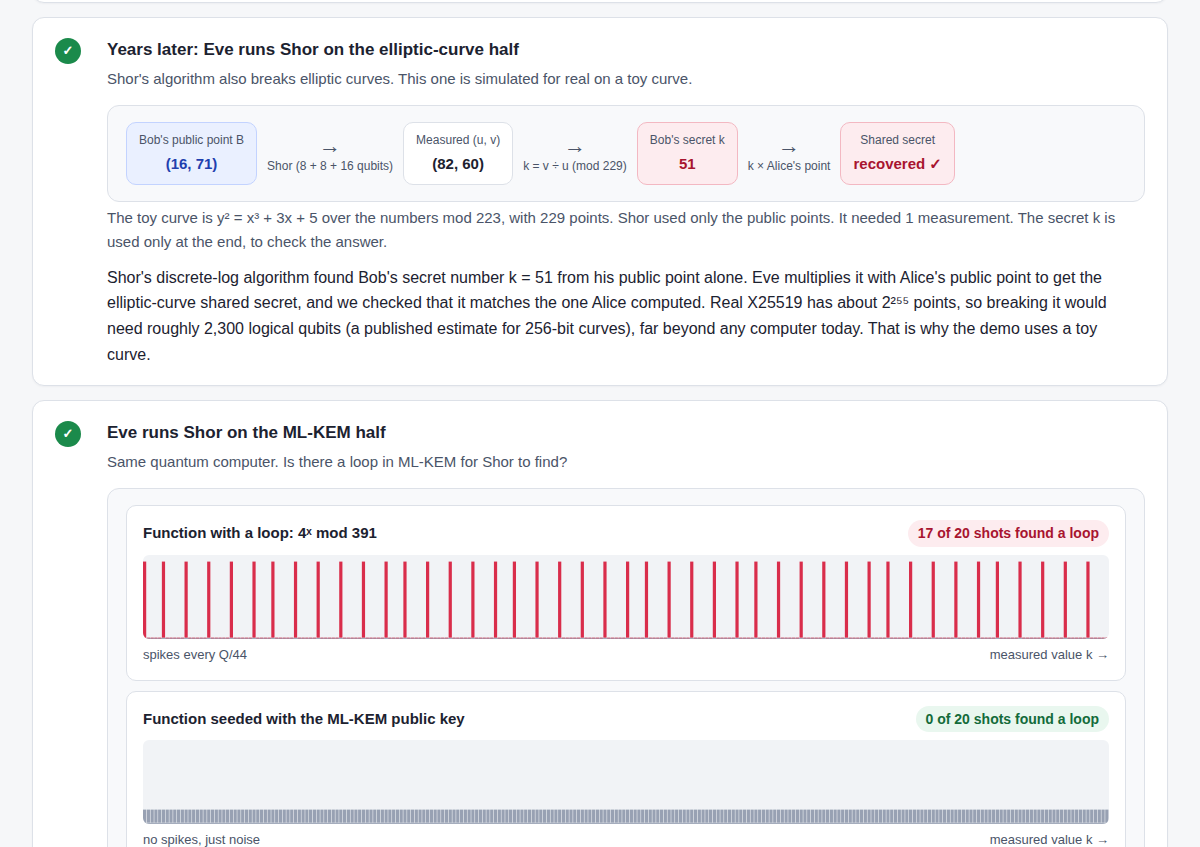 ✓
Years later: Eve runs Shor on the elliptic-curve half
Shor's algorithm also breaks elliptic curves. This one is simulated for real on a toy curve.
Bob's public point B
(16, 71)
→
Shor (8 + 8 + 16 qubits)
Measured (u, v)
(82, 60)
→
k = v ÷ u (mod 229)
Bob's secret k
51
→
k × Alice's point
Shared secret
recovered ✓
The toy curve is y² = x³ + 3x + 5 over the numbers mod 223, with 229 points. Shor used only the public points. It needed 1 measurement. The secret k is
used only at the end, to check the answer.
Shor's discrete-log algorithm found Bob's secret number k = 51 from his public point alone. Eve multiplies it with Alice's public point to get the
elliptic-curve shared secret, and we checked that it matches the one Alice computed. Real X25519 has about 2²⁵⁵ points, so breaking it would
need roughly 2,300 logical qubits (a published estimate for 256-bit curves), far beyond any computer today. That is why the demo uses a toy
curve.
✓
Eve runs Shor on the ML-KEM half
Same quantum computer. Is there a loop in ML-KEM for Shor to find?
Function with a loop: 4ˣ mod 391
17 of 20 shots found a loop
spikes every Q/44
measured value k →
Function seeded with the ML-KEM public key
0 of 20 shots found a loop
no spikes, just noise
measured value k →